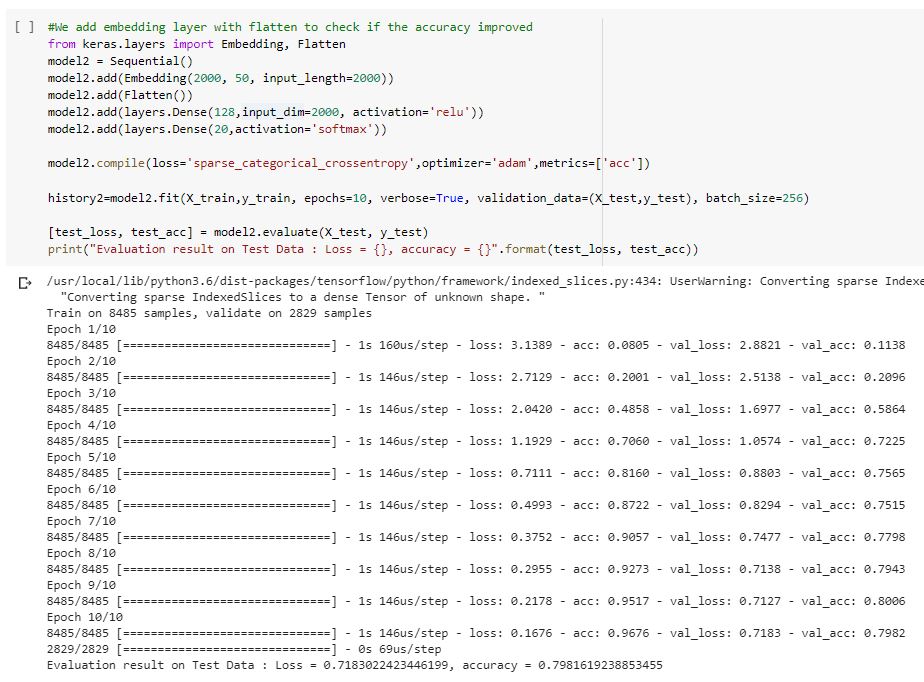 [ ] #We add embedding layer with flatten to check if the accuracy improved
from keras.layers import Embedding, Flatten
model2 = Sequential()
model2.add(Embedding(2000, 50, input_length=2000))
model2.add(Flatten())
model2.add(layers.Dense(128,input_dim=2000, activation='relu'))
model2.add(layers.Dense(20,activation='softmax'))
model2.compile(loss='sparse_categorical_crossentropy',optimizer='adam',metrics=['acc'])
history2=model2.fit(X_train,y_train, epochs=10, verbose=True, validation_data=(X_test,y_test), batch_size=256)
[test_loss, test_acc] = model2.evaluate(X_test, y_test)
print("Evaluation result on Test Data : Loss = {}, accuracy = {}".format(test_loss, test_acc))
/usr/local/lib/python3.6/dist-packages/tensorflow/python/framework/indexed_slices.py:434: UserWarning: Converting sparse Indexe
"Converting sparse IndexedSlices to a dense Tensor of unknown shape. "
Train on 8485 samples, validate on 2829 samples
Epoch 1/10
8485/8485 [==============================] - 1s 160us/step - loss: 3.1389 - acc: 0.0805 - val_loss: 2.8821 - val_acc: 0.1138
Epoch 2/10
8485/8485 [==============================] - 1s 146us/step - loss: 2.7129 - acc: 0.2001 - val_loss: 2.5138 - val_acc: 0.2096
Epoch 3/10
8485/8485 [==============================] - 1s 146us/step - loss: 2.0420 - acc: 0.4858 - val_loss: 1.6977 - val_acc: 0.5864
Epoch 4/10
8485/8485 [==============================] - 1s 146us/step - loss: 1.1929 - acc: 0.7060 - val_loss: 1.0574 - val_acc: 0.7225
Epoch 5/10
8485/8485 [==============================] - 1s 146us/step - loss: 0.7111 - acc: 0.8160 - val_loss: 0.8803 - val_acc: 0.7565
Epoch 6/10
8485/8485 [==============================] - 1s 146us/step - loss: 0.4993 - acc: 0.8722 - val_loss: 0.8294 - val_acc: 0.7515
Epoch 7/10
8485/8485 [==============================] - 1s 146us/step - loss: 0.3752 - acc: 0.9057 - val_loss: 0.7477 - val_acc: 0.7798
Epoch 8/10
8485/8485 [==============================] - 1s 146us/step - loss: 0.2955 - acc: 0.9273 - val_loss: 0.7138 - val_acc: 0.7943
Epoch 9/10
8485/8485 [==============================] - 1s 146us/step - loss: 0.2178 - acc: 0.9517 - val_loss: 0.7127 - val_acc: 0.8006
Epoch 10/10
8485/8485 [==============================] - 1s 146us/step - loss: 0.1676 - acc: 0.9676 - val_loss: 0.7183 - val_acc: 0.7982
2829/2829 [==============================] - 0s 69us/step
Evaluation result on Test Data : Loss = 0.7183022423446199, accuracy = 0.7981619238853455